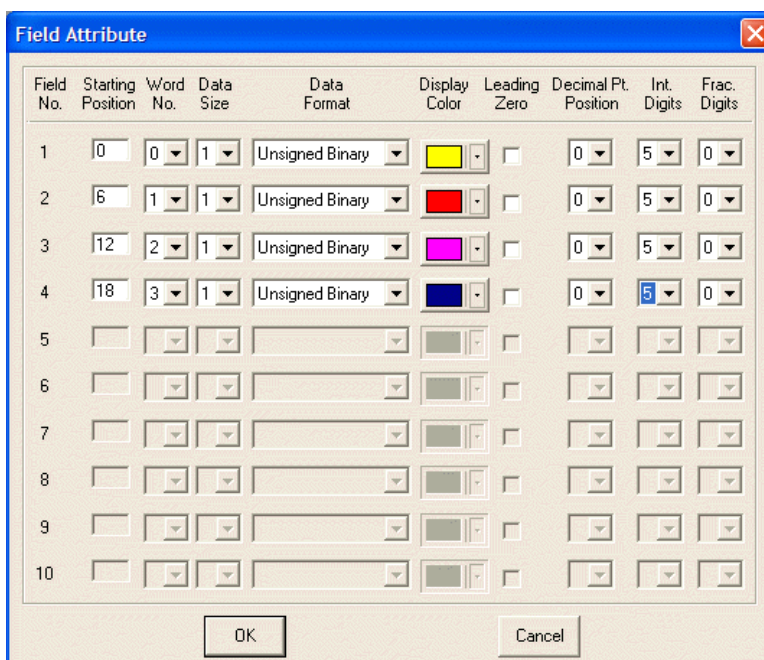 Field Attribute
Field No. Starting Position Word No. Data Size Data Format Display Color Leading Zero Decimal Pt. Position Int. Digits Frac. Digits
1 0 0 1 Unsigned Binary 0 5 0
2 6 1 1 Unsigned Binary 0 5 0
3 12 2 1 Unsigned Binary 0 5 0
4 18 3 1 Unsigned Binary 0 5 0
5
6
7
8
9
10
OK Cancel